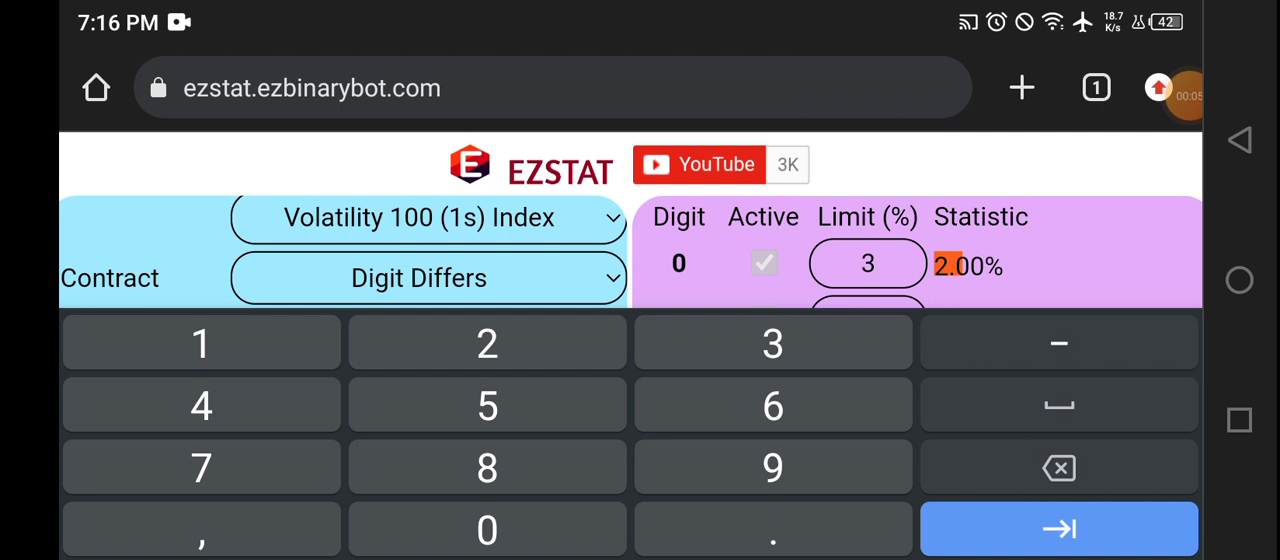 7:16 PM
18.7 K/s
42
ezstat.ezbinarybot.com
1
00:05
EZSTAT
YouTube 3K
Volatility 100 (1s) Index
Contract Digit Differs
Digit Active Limit (%) Statistic
0 3 2.00%
1 2 3 -
4 5 6
7 8 9
, 0 .